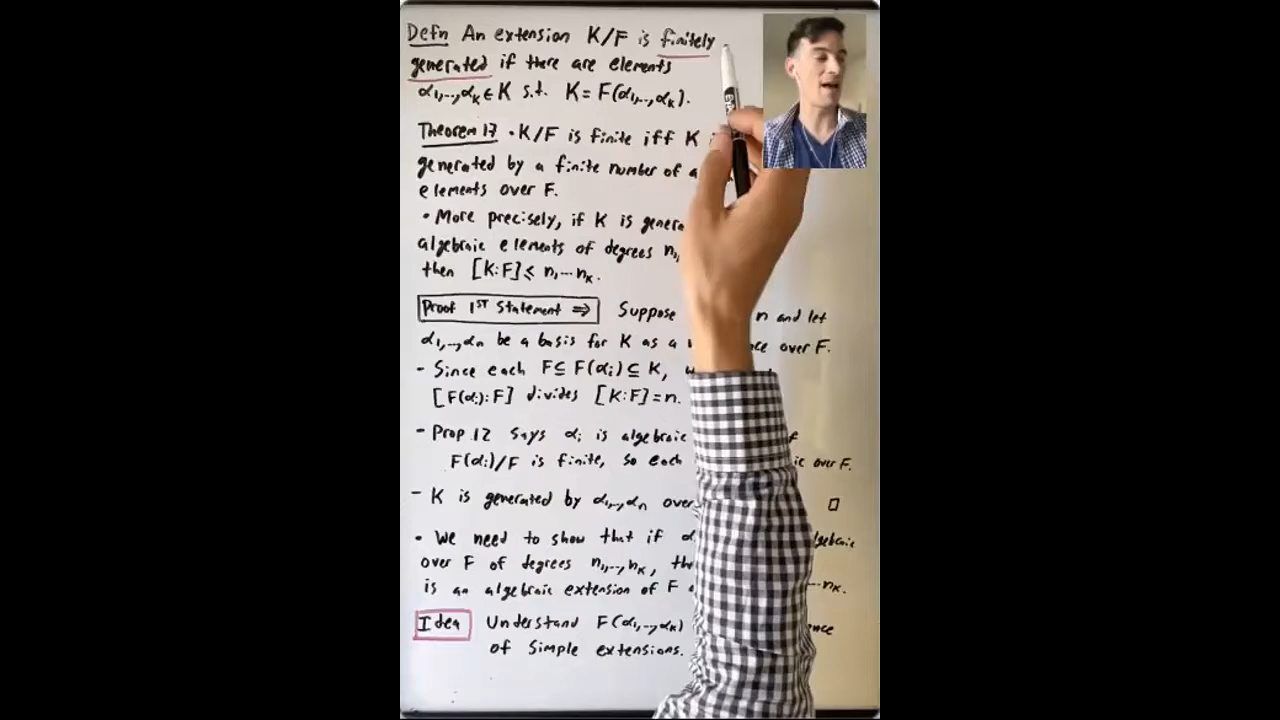 Defn An extension K/F is finitely
generated if there are elements
α₁,..,αₖ ∈ K s.t. K = F(α₁,..,αₖ).
Theorem 17 • K/F is finite iff K
generated by a finite number of
elements over F.
• More precisely, if K is
algebraic elements of degrees n₁
then [K:F] ≤ n₁⋯nₖ.
Proof 1ST Statement ⇒ Suppose n and let
α₁,..,αₙ be a basis for K as a over F.
- Since each F ⊆ F(αᵢ) ⊆ K,
[F(αᵢ):F] divides [K:F] = n.
- Prop 12 says αᵢ is algebraic
F(αᵢ)/F is finite, so each over F.
- K is generated by α₁,..,αₙ over □
• We need to show that if
over F of degrees n₁,..,nₖ,
is an algebraic extension of F ⋯nₖ.
Idea Understand F(α₁,..,αₖ)
of simple extensions.